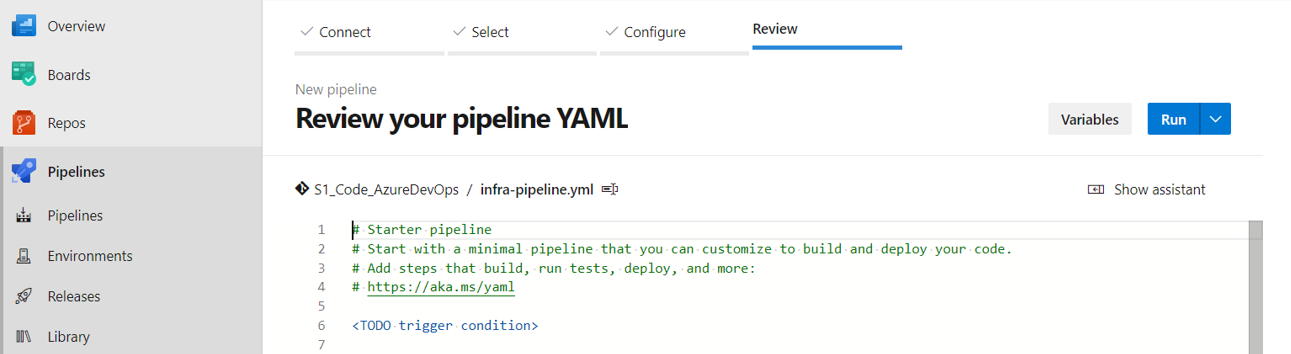 Overview
Boards
Repos
Pipelines
Pipelines
Environments
Releases
Library
Connect
Select
Configure
Review
New pipeline
Review your pipeline YAML
Variables
Run
S1_Code_AzureDevOps / infra-pipeline.yml
Show assistant
1 # Starter pipeline
2 # Start with a minimal pipeline that you can customize to build and deploy your code.
3 # Add steps that build, run tests, deploy, and more:
4 # https://aka.ms/yaml
5
6 <TODO trigger condition>
7